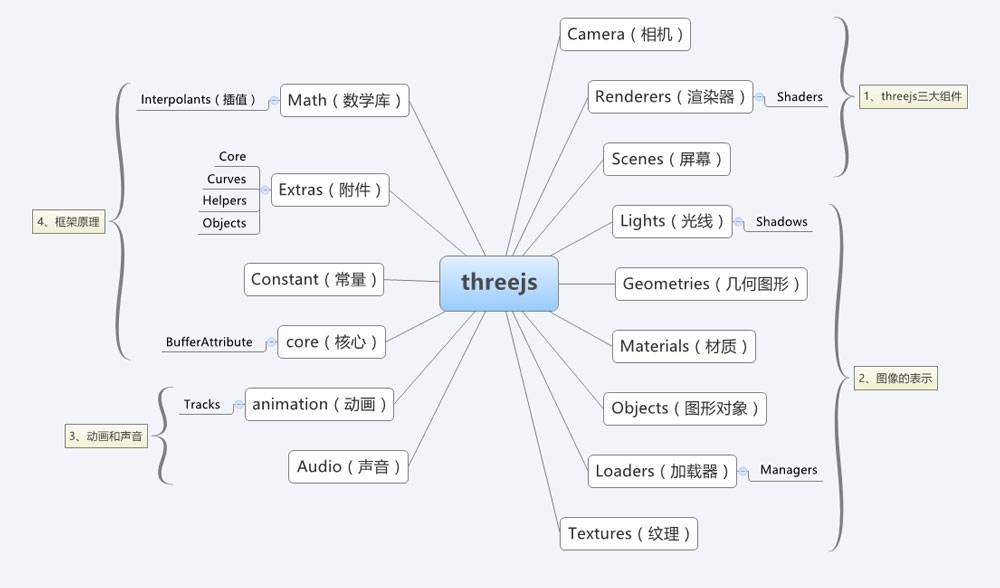 threejs
Camera（相机）
Renderers（渲染器）
Shaders
Scenes（屏幕）
1、threejs三大组件
Lights（光线）
Shadows
Geometries（几何图形）
Materials（材质）
Objects（图形对象）
Loaders（加载器）
Managers
Textures（纹理）
2、图像的表示
animation（动画）
Tracks
Audio（声音）
3、动画和声音
Math（数学库）
Interpolants（插值）
Extras（附件）
Core
Curves
Helpers
Objects
Constant（常量）
core（核心）
BufferAttribute
4、框架原理